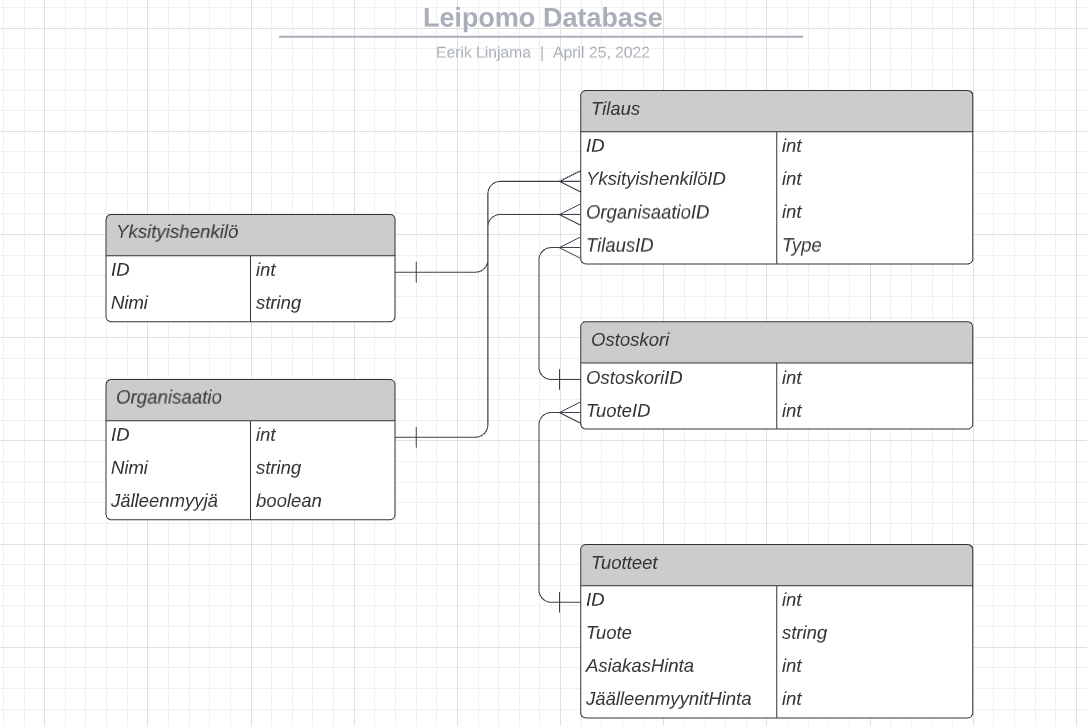 Leipomo Database
Eerik Linjama | April 25, 2022
Tilaus
ID int
YksityishenkilöID int
OrganisaatioID int
TilausID Type
Yksityishenkilö
ID int
Nimi string
Ostoskori
OstoskoriID int
TuoteID int
Organisaatio
ID int
Nimi string
Jälleenmyyjä boolean
Tuotteet
ID int
Tuote string
AsiakasHinta int
JäälleenmyynitHinta int